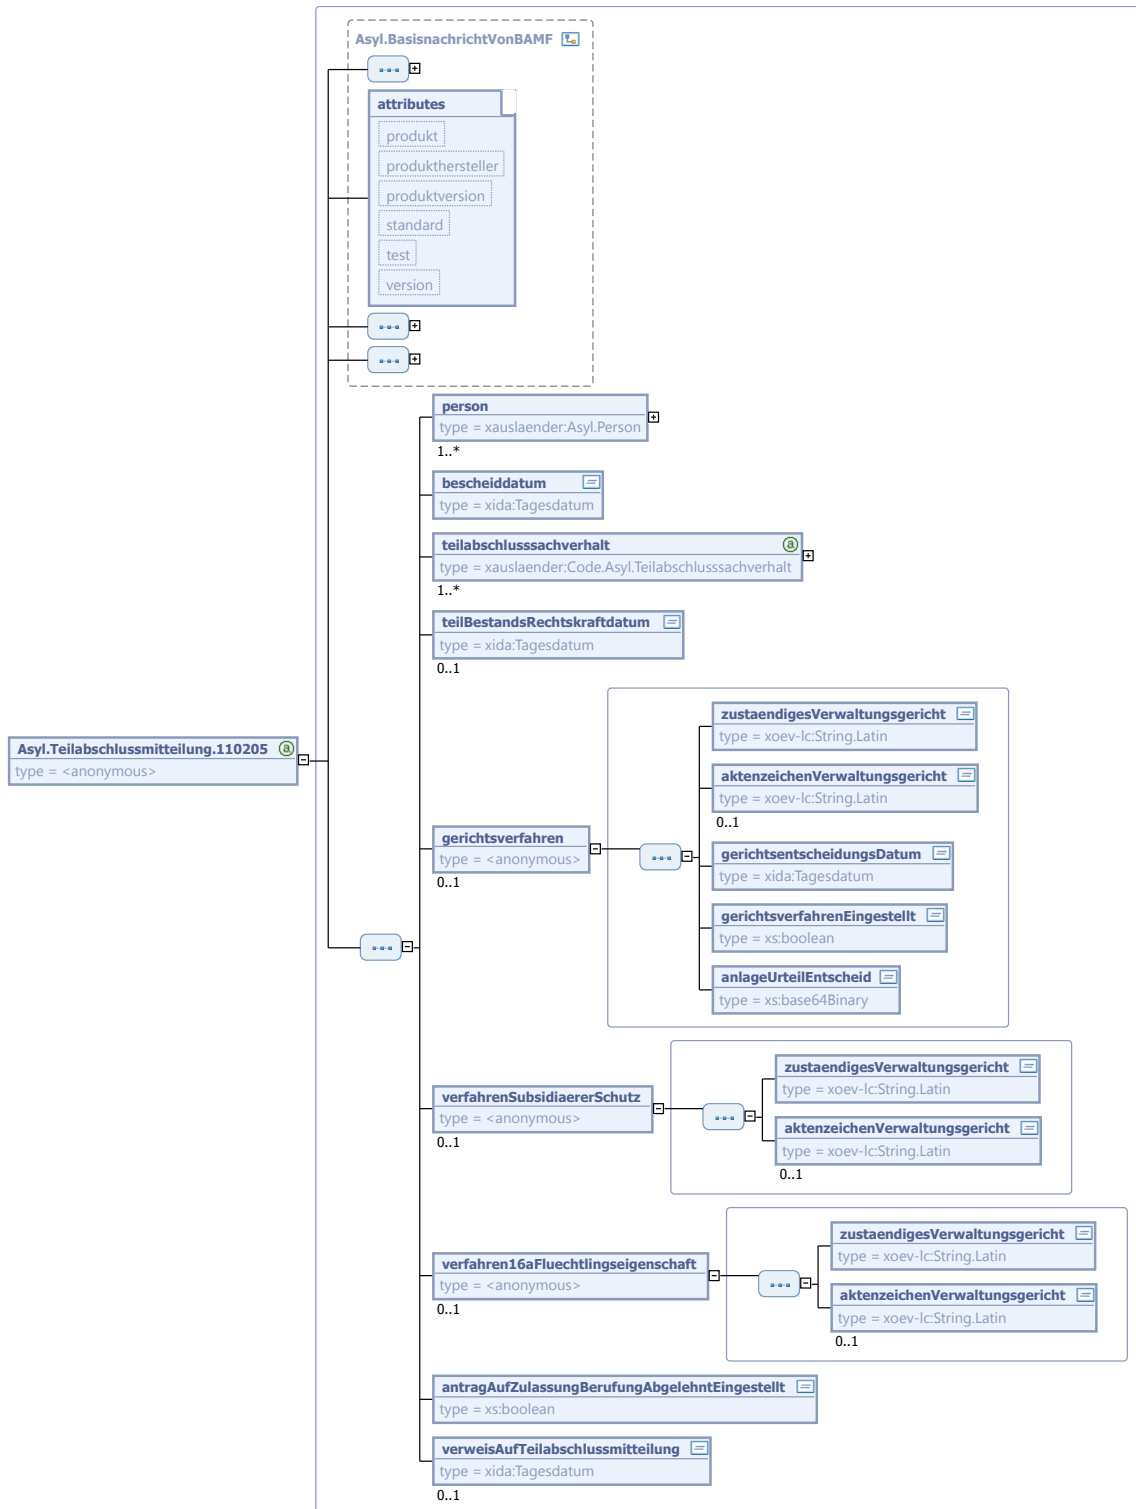 Asyl.BasisnachrichtVonBAMF
attributes
produkt
produkthersteller
produktversion
standard
test
version
person
type = xauslaender:Asyl.Person
1..*
bescheiddatum
type = xida:Tagesdatum
teilabschlusssachverhalt
type = xauslaender:Code.Asyl.Teilabschlusssachverhalt
1..*
teilBestandsRechtskraftdatum
type = xida:Tagesdatum
0..1
Asyl.Teilabschlussmitteilung.110205
type = <anonymous>
gerichtsverfahren
type = <anonymous>
0..1
zustaendigesVerwaltungsgericht
type = xoev-lc:String.Latin
aktenzeichenVerwaltungsgericht
type = xoev-lc:String.Latin
0..1
gerichtsentscheidungsDatum
type = xida:Tagesdatum
gerichtsverfahrenEingestellt
type = xs:boolean
anlageUrteilEntscheid
type = xs:base64Binary
verfahrenSubsidiaererSchutz
type = <anonymous>
0..1
zustaendigesVerwaltungsgericht
type = xoev-lc:String.Latin
aktenzeichenVerwaltungsgericht
type = xoev-lc:String.Latin
0..1
verfahren16aFluechtlingseigenschaft
type = <anonymous>
0..1
zustaendigesVerwaltungsgericht
type = xoev-lc:String.Latin
aktenzeichenVerwaltungsgericht
type = xoev-lc:String.Latin
0..1
antragAufZulassungBerufungAbgelehntEingestellt
type = xs:boolean
verweisAufTeilabschlussmitteilung
type = xida:Tagesdatum
0..1